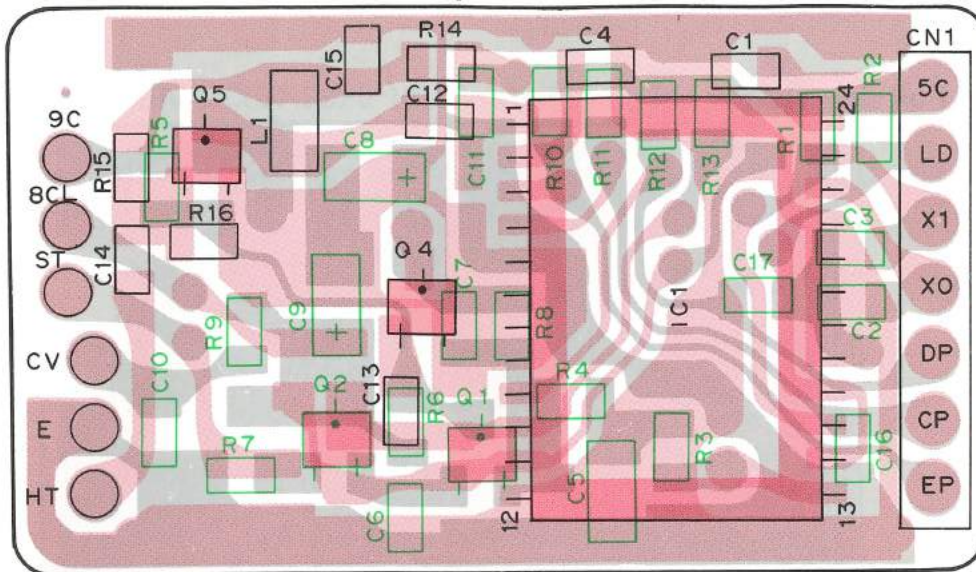 R14
C4
C1
CN1
C15
R2
5C
Q5
C12
1
24
9C
L1
C8
R5
R15
C11
R10
R11
R12
R13
R1
LD
8CL
R16
X1
C3
ST
C14
Q4
C7
C17
XO
IC1
R9
C9
R8
C2
CV
DP
C10
C13
R4
Q2
R6
Q1
E
CP
R7
R3
C16
HT
C5
EP
C6
12
13